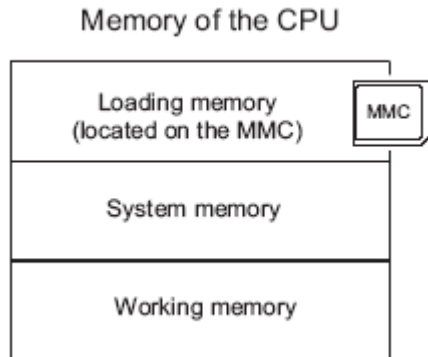 Memory of the CPU
Loading memory
(located on the MMC)
MMC
System memory
Working memory